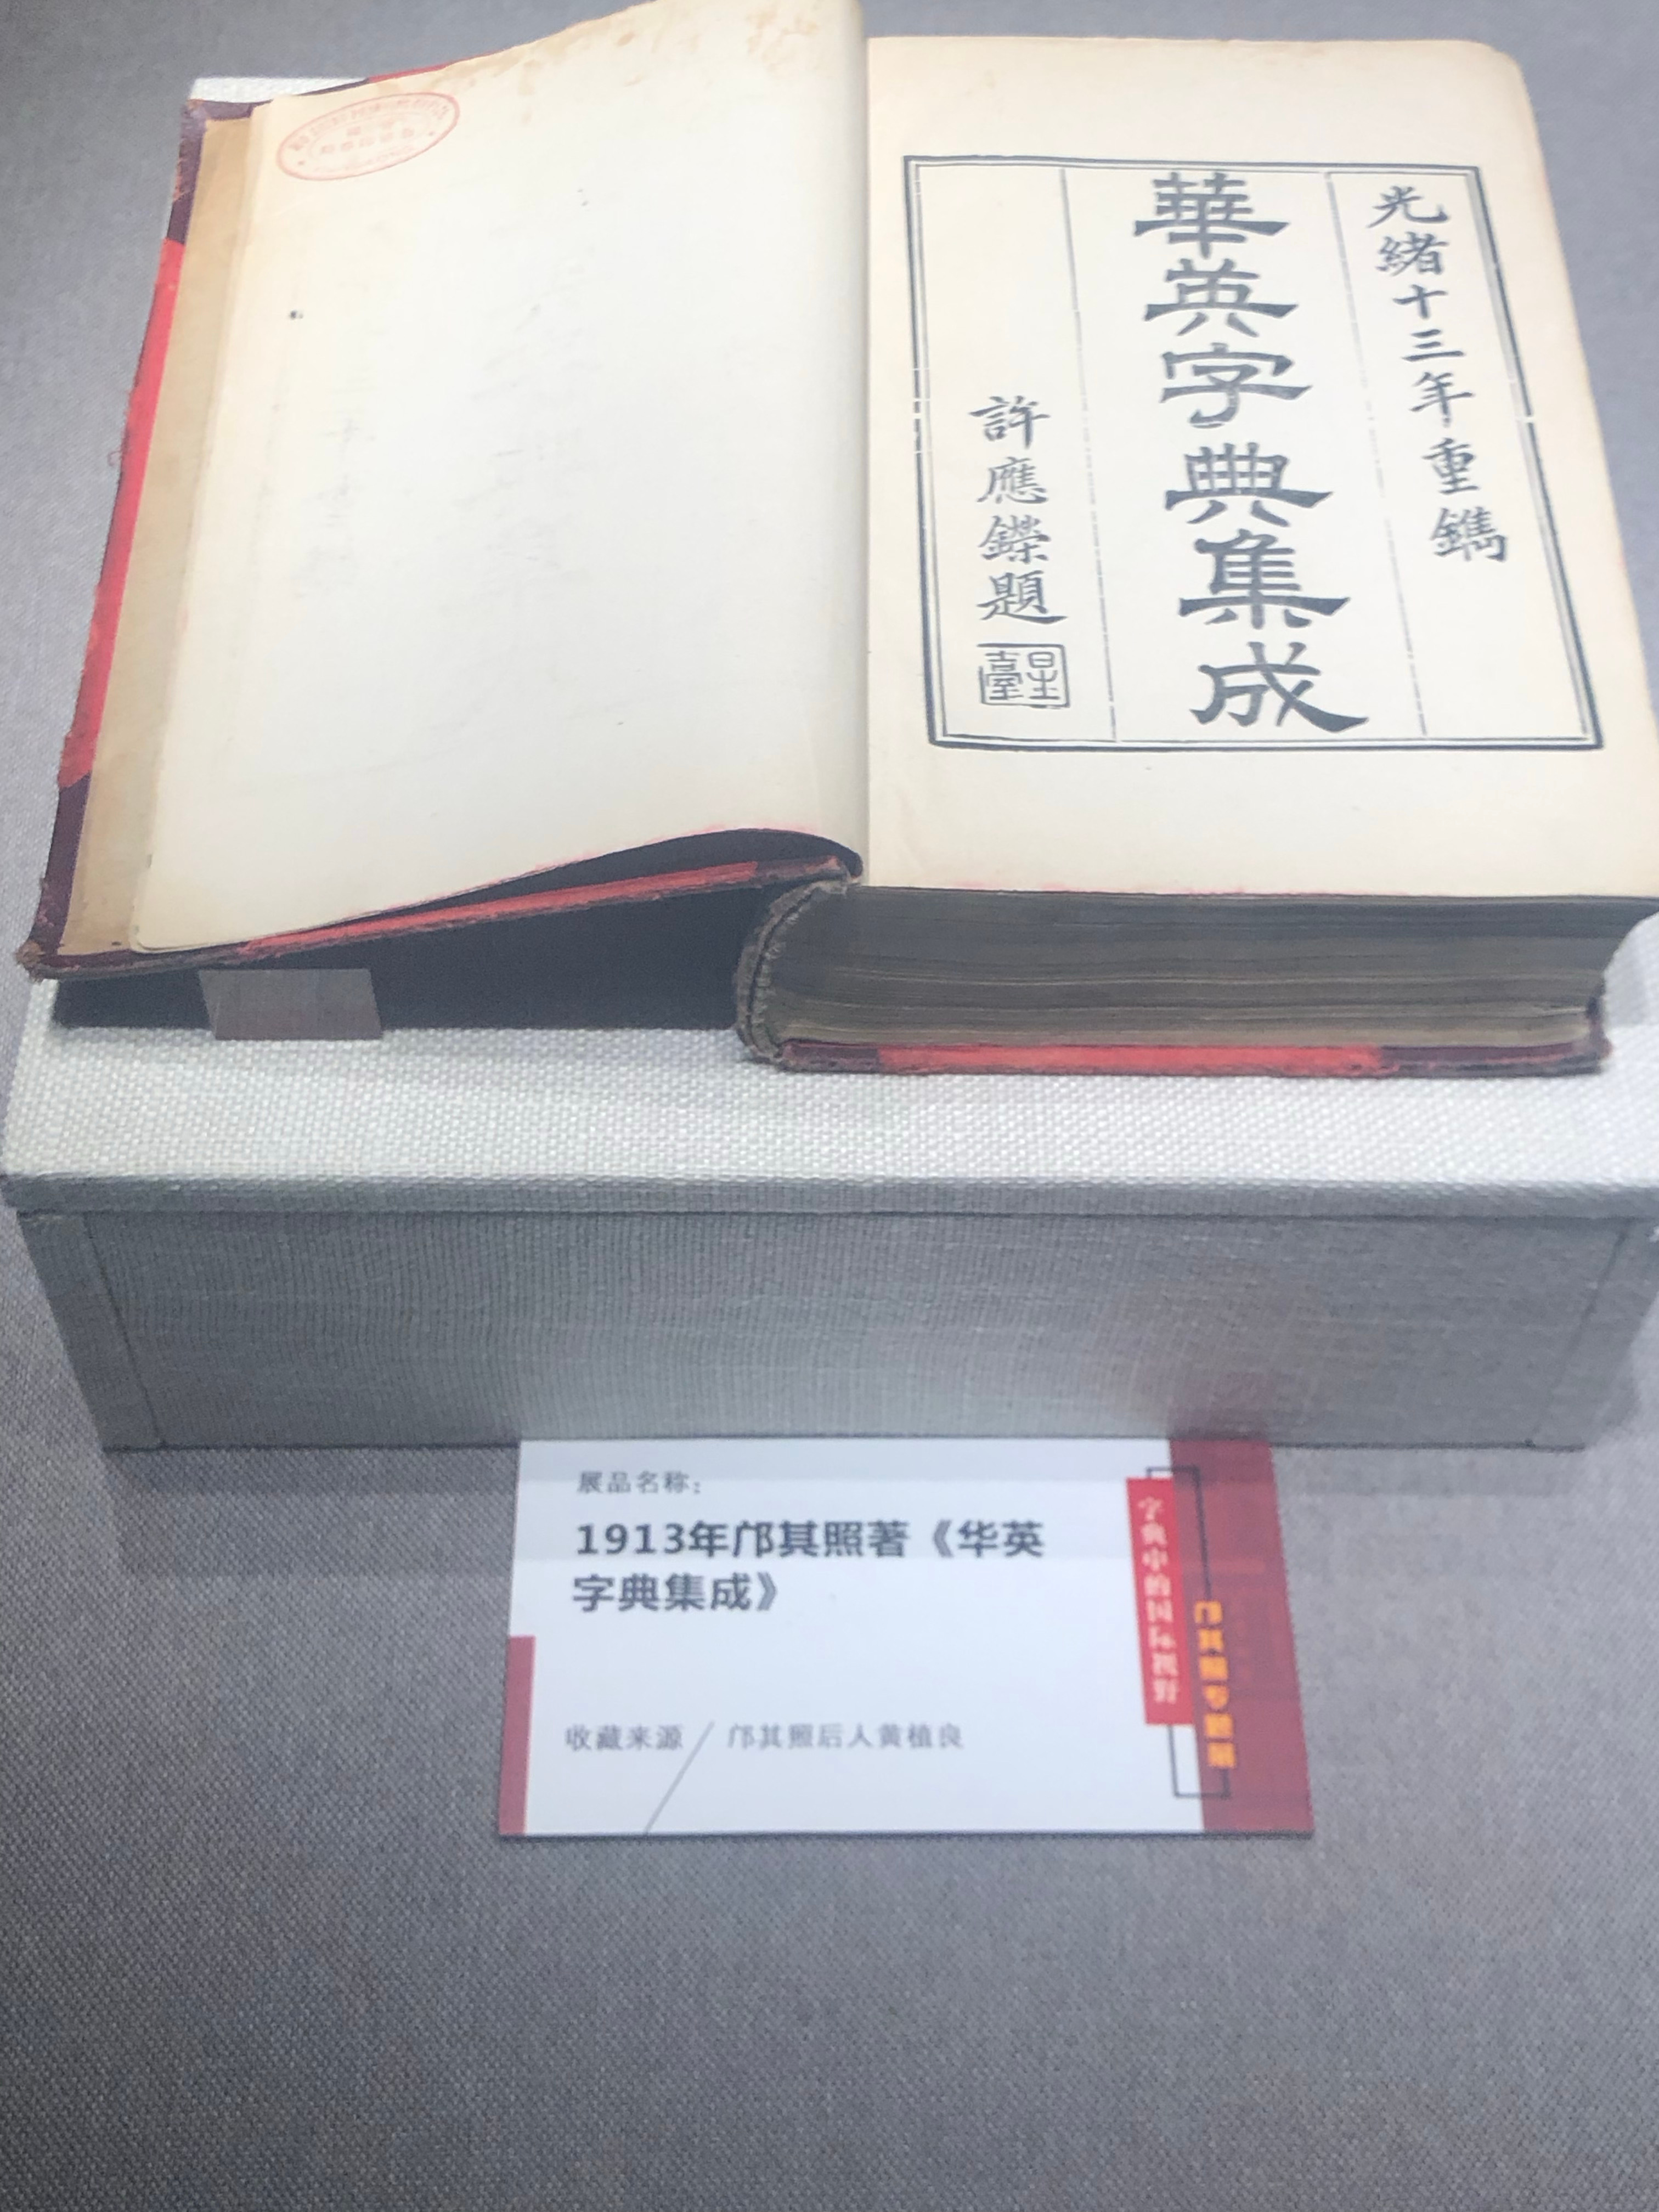 光緒十三年重鐫
華英字典集成
許應鑅題
星臺
展品名称：
1913年邝其照著《华英
字典集成》
收藏来源／邝其照后人黄植良
字典中的国际视野
邝其照专题展